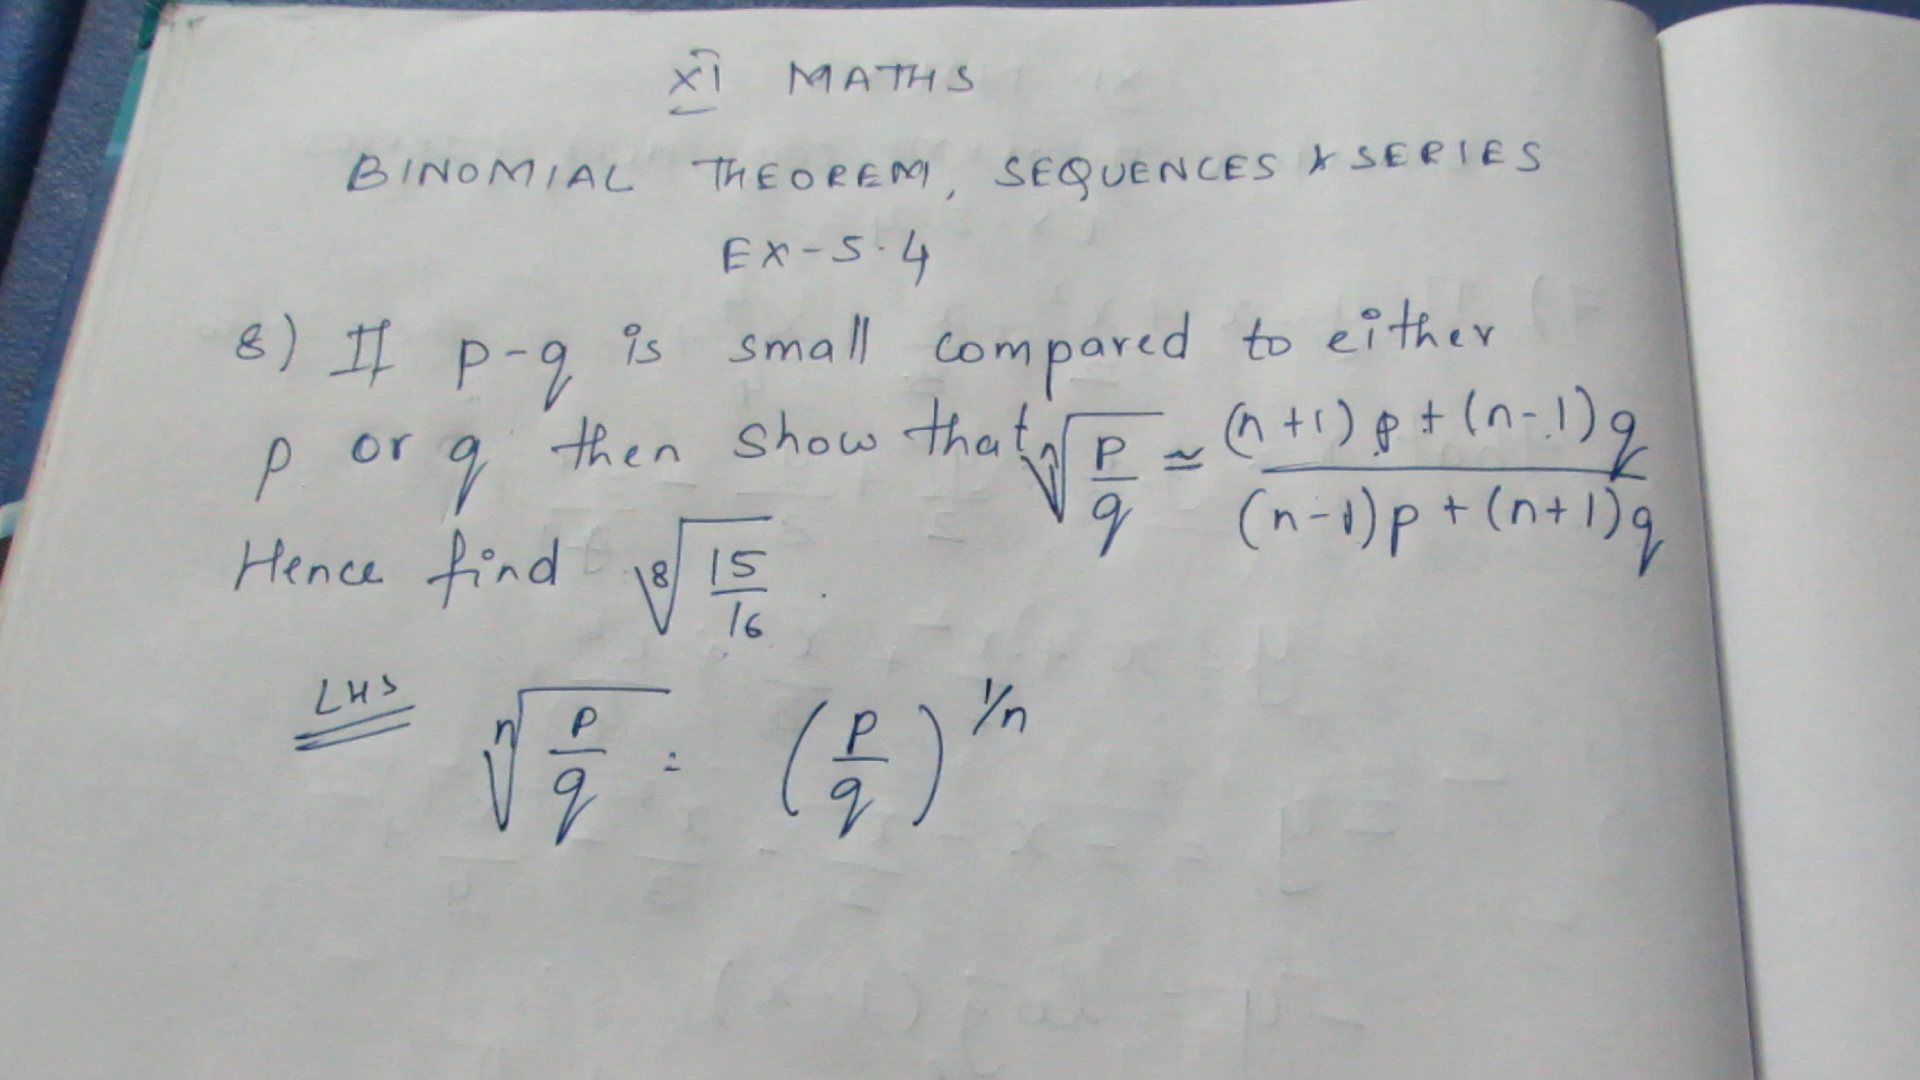 XI MATHS
BINOMIAL THEOREM, SEQUENCES & SERIES
EX-5.4
8) If p-q is small compared to either
p or q then show that ⁿ√(p/q) ≃ ((n+1)p+(n-1)q)/((n-1)p+(n+1)q)
Hence find ⁸√(15/16).
LHS ⁿ√(p/q) = (p/q)^(1/n)